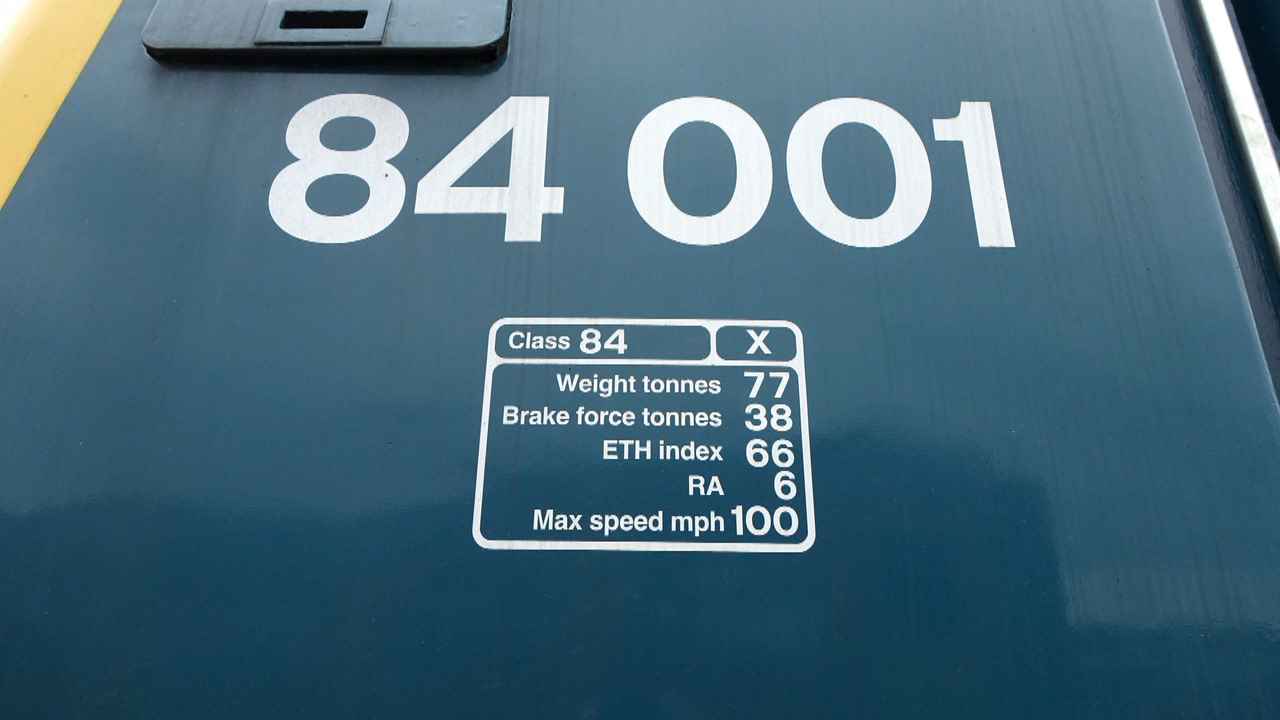 84 001
Class 84 X
Weight tonnes 77
Brake force tonnes 38
ETH index 66
RA 6
Max speed mph 100